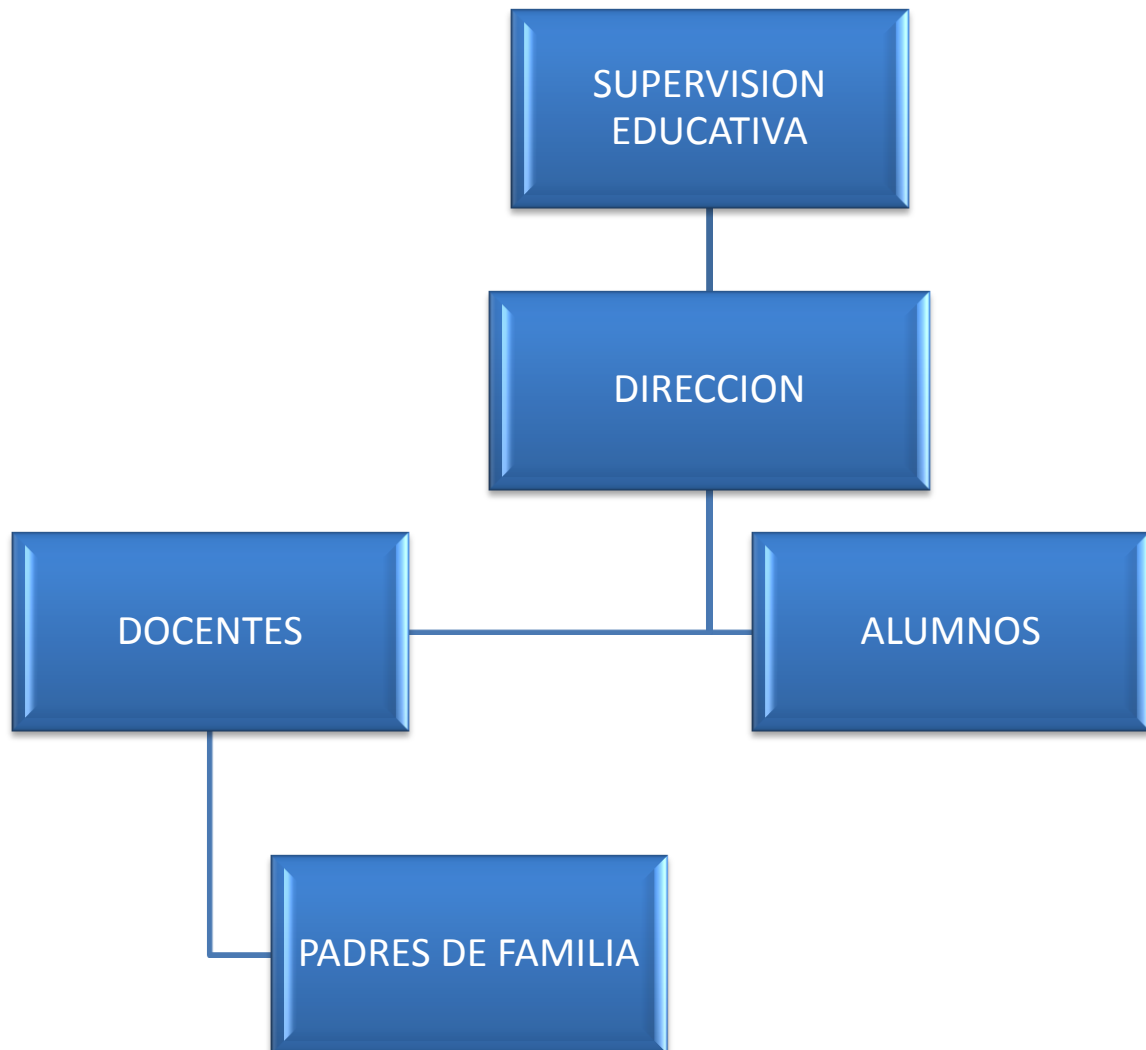 SUPERVISION
EDUCATIVA
DIRECCION
DOCENTES
ALUMNOS
PADRES DE FAMILIA